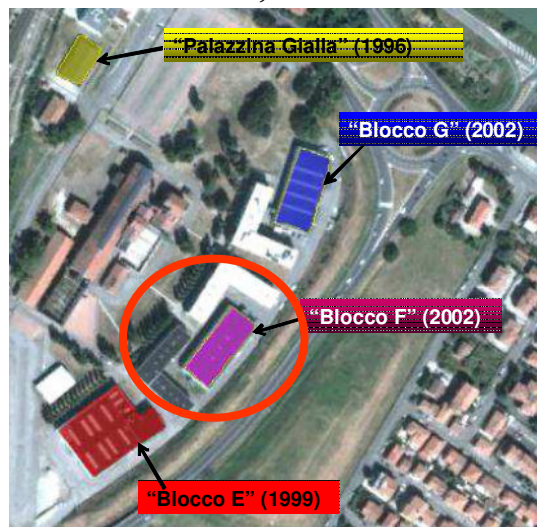 “Palazzina Gialla” (1996)
“Blocco G” (2002)
“Blocco F” (2002)
“Blocco E” (1999)